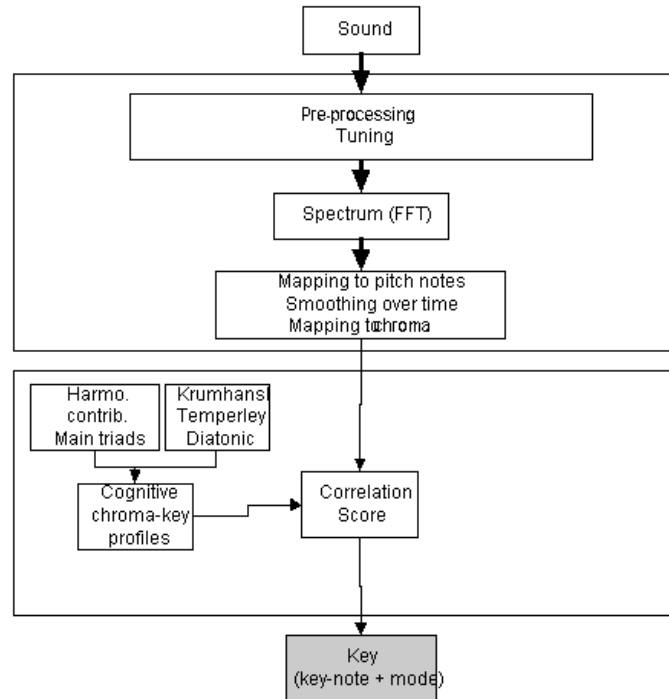 Sound
Pre-processing
Tuning
Spectrum (FFT)
Mapping to pitch notes
Smoothing over time
Mapping to chroma
Harmo.
contrib.
Main triads
Krumhansl
Temperley
Diatonic
Cognitive
chroma-key
profiles
Correlation
Score
Key
(key-note + mode)